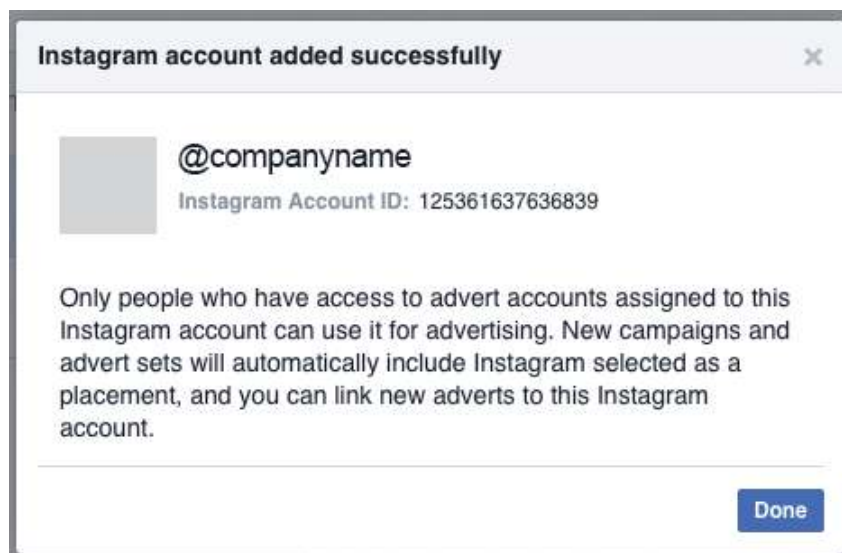 Instagram account added successfully
@companyname
Instagram Account ID: 125361637636839
Only people who have access to advert accounts assigned to this
Instagram account can use it for advertising. New campaigns and
advert sets will automatically include Instagram selected as a
placement, and you can link new adverts to this Instagram
account.
Done